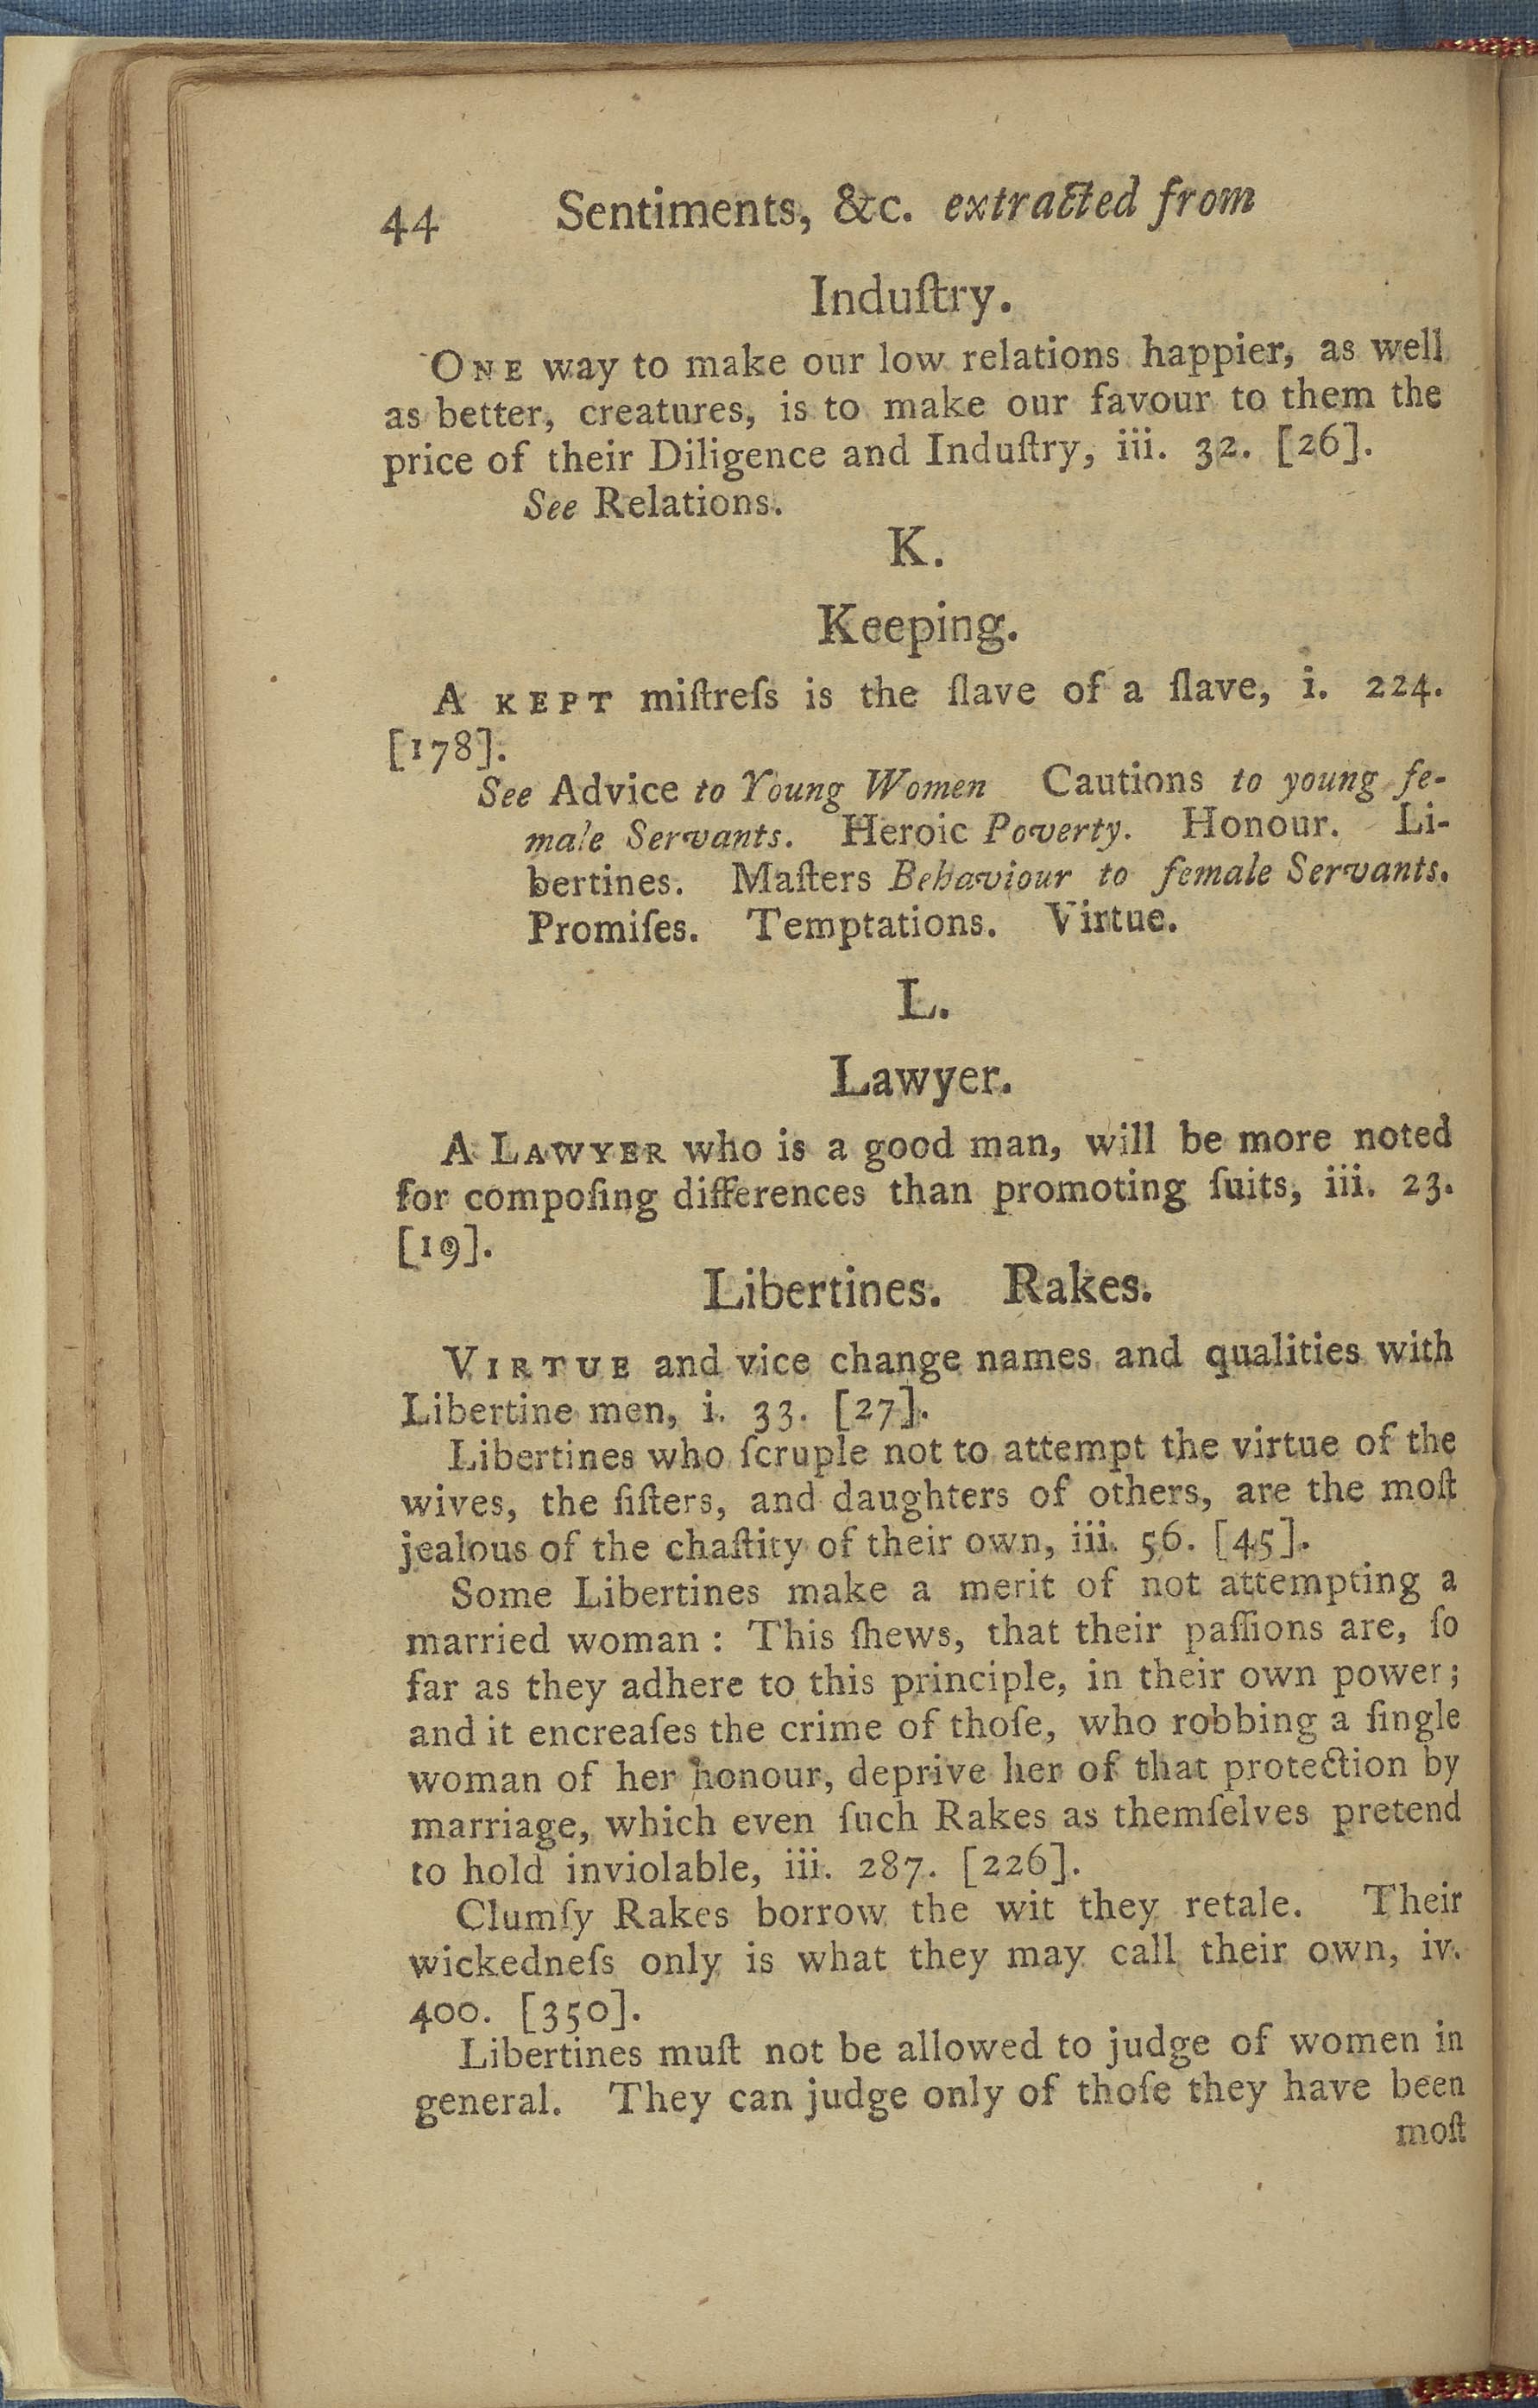 44 Sentiments, &c. extracted from
Induſtry.
ONE way to make our low relations happier, as well
as better, creatures, is to make our favour to them the
price of their Diligence and Induſtry, iii. 32. [26].
See Relations.
K.
Keeping.
A KEPT miſtreſs is the ſlave of a ſlave, i. 224.
[178].
See Advice to Young Women Cautions to young fe-
male Servants. Heroic Poverty. Honour. Li-
bertines. Maſters Behaviour to female Servants.
Promiſes. Temptations. Virtue.
L.
Lawyer.
A LAWYER who is a good man, will be more noted
for compoſing differences than promoting ſuits, iii. 23.
[19].
Libertines. Rakes.
VIRTUE and vice change names and qualities with
Libertine men, i. 33. [27].
Libertines who ſcruple not to attempt the virtue of the
wives, the ſiſters, and daughters of others, are the moſt
jealous of the chaſtity of their own, iii. 56. [45].
Some Libertines make a merit of not attempting a
married woman : This ſhews, that their paſſions are, ſo
far as they adhere to this principle, in their own power;
and it encreaſes the crime of thoſe, who robbing a ſingle
woman of her honour, deprive her of that protection by
marriage, which even ſuch Rakes as themſelves pretend
to hold inviolable, iii. 287. [226].
Clumſy Rakes borrow the wit they retale. Their
wickedneſs only is what they may call their own, iv.
400. [350].
Libertines muſt not be allowed to judge of women in
general. They can judge only of thoſe they have been
moſt